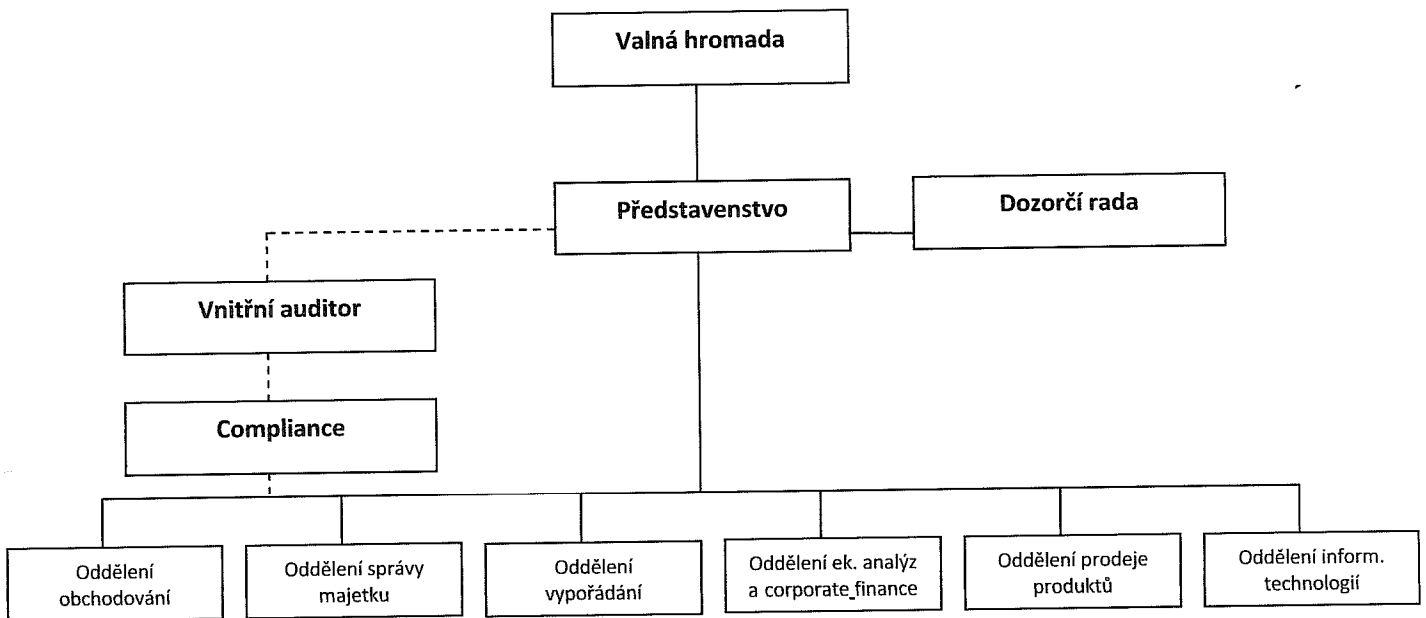 Valná hromada
Představenstvo
Dozorčí rada
Vnitřní auditor
Compliance
Oddělení
obchodování
Oddělení správy
majetku
Oddělení
vypořádání
Oddělení ek. analýz
a corporate_finance
Oddělení prodeje
produktů
Oddělení inform.
technologií